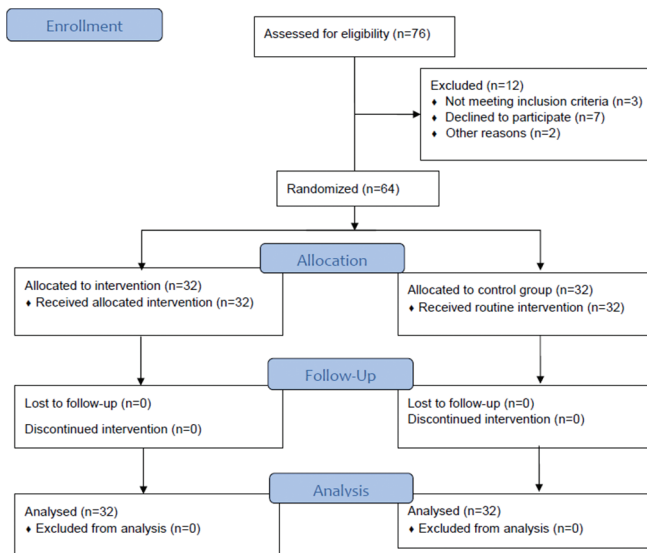 Enrollment
Assessed for eligibility (n=76)
Excluded (n=12)
♦ Not meeting inclusion criteria (n=3)
♦ Declined to participate (n=7)
♦ Other reasons (n=2)
Randomized (n=64)
Allocation
Allocated to intervention (n=32)
♦ Received allocated intervention (n=32)
Allocated to control group (n=32)
♦ Received routine intervention (n=32)
Follow-Up
Lost to follow-up (n=0)
Discontinued intervention (n=0)
Lost to follow-up (n=0)
Discontinued intervention (n=0)
Analysis
Analysed (n=32)
♦ Excluded from analysis (n=0)
Analysed (n=32)
♦ Excluded from analysis (n=0)